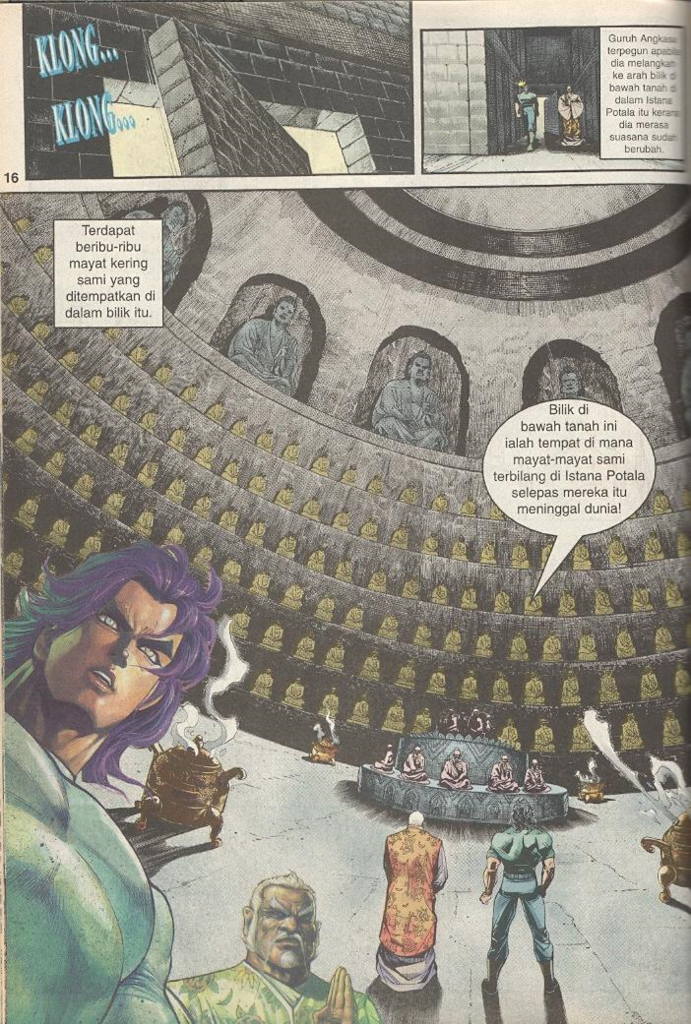 KLONG...
KLONG...
Guruh Angkasa
terpegun apabila
dia melangkah
ke arah bilik di
bawah tanah di
dalam Istana
Potala itu kerana
dia merasa
suasana sudah
berubah.
16
Terdapat
beribu-ribu
mayat kering
sami yang
ditempatkan di
dalam bilik itu.
Bilik di
bawah tanah ini
ialah tempat di mana
mayat-mayat sami
terbilang di Istana Potala
selepas mereka itu
meninggal dunia!